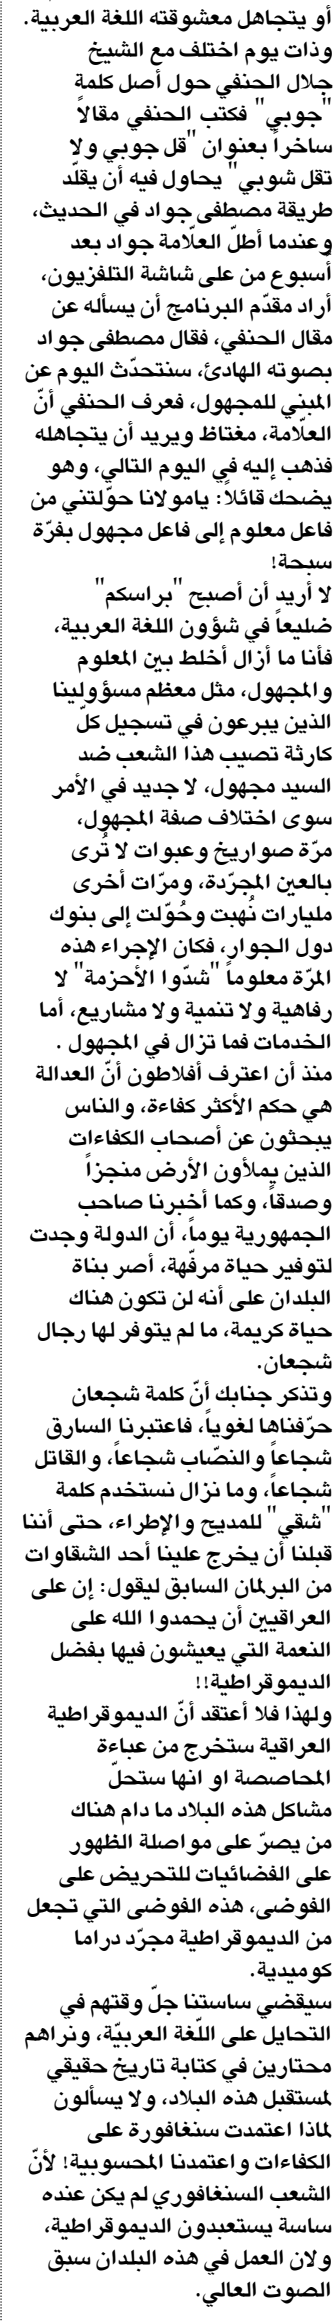 أو يتجاهل معشوقته اللغة العربية.
وذات يوم اختلف مع الشيخ
جلال الحنفي حول أصل كلمة
"جوبي" فكتب الحنفي مقالاً
ساخراً بعنوان "قل جوبي ولا
تقل شوبي" يحاول فيه أن يقلّد
طريقة مصطفى جواد في الحديث،
وعندما أطلّ العلّامة جواد بعد
أسبوع من على شاشة التلفزيون،
أراد مقدّم البرنامج أن يسأله عن
مقال الحنفي، فقال مصطفى جواد
بصوته الهادئ، سنتحدّث اليوم عن
المبني للمجهول، فعرف الحنفي أنّ
العلّامة، مغتاظ ويريد أن يتجاهله
فذهب إليه في اليوم التالي، وهو
يضحك قائلاً: يامولانا حوّلتني من
فاعل معلوم إلى فاعل مجهول بفرّة
سبحة!
لا أريد أن أصبح "براسكم"
ضليعاً في شؤون اللغة العربية،
فأنا ما أزال أخلط بين المعلوم
والمجهول، مثل معظم مسؤولينا
الذين يبرعون في تسجيل كلّ
كارثة تصيب هذا الشعب ضد
السيد مجهول، لا جديد في الأمر
سوى اختلاف صفة المجهول،
مرّة صواريخ وعبوات لا تُرى
بالعين المجرّدة، ومرّات أخرى
مليارات نُهبت وحُوّلت إلى بنوك
دول الجوار، فكان الإجراء هذه
المرّة معلوماً "شدّوا الأحزمة" لا
رفاهية ولا تنمية ولا مشاريع، أما
الخدمات فما تزال في المجهول .
منذ أن اعترف أفلاطون أنّ العدالة
هي حكم الأكثر كفاءة، والناس
يبحثون عن أصحاب الكفاءات
الذين يملأون الأرض منجزاً
وصدقاً، وكما أخبرنا صاحب
الجمهورية يوماً، أن الدولة وجدت
لتوفير حياة مرفّهة، أصر بناة
البلدان على أنه لن تكون هناك
حياة كريمة، ما لم يتوفر لها رجال
شجعان.
وتذكر جنابك أنّ كلمة شجعان
حرّفناها لغوياً، فاعتبرنا السارق
شجاعاً والنصّاب شجاعاً، والقاتل
شجاعاً، وما نزال نستخدم كلمة
"شقي" للمديح والإطراء، حتى أننا
قبلنا أن يخرج علينا أحد الشقاوات
من البرلمان السابق ليقول: إن على
العراقيين أن يحمدوا الله على
النعمة التي يعيشون فيها بفضل
الديموقراطية!!
ولهذا فلا أعتقد أنّ الديموقراطية
العراقية ستخرج من عباءة
المحاصصة او انها ستحلّ
مشاكل هذه البلاد ما دام هناك
من يصرّ على مواصلة الظهور
على الفضائيات للتحريض على
الفوضى، هذه الفوضى التي تجعل
من الديموقراطية مجرّد دراما
كوميدية.
سيقضي ساستنا جلّ وقتهم في
التحايل على اللّغة العربيّة، ونراهم
محتارين في كتابة تاريخ حقيقي
لمستقبل هذه البلاد، ولا يسألون
لماذا اعتمدت سنغافورة على
الكفاءات واعتمدنا المحسوبية! لأنّ
الشعب السنغافوري لم يكن عنده
ساسة يستعبدون الديموقراطية،
ولان العمل في هذه البلدان سبق
الصوت العالي.